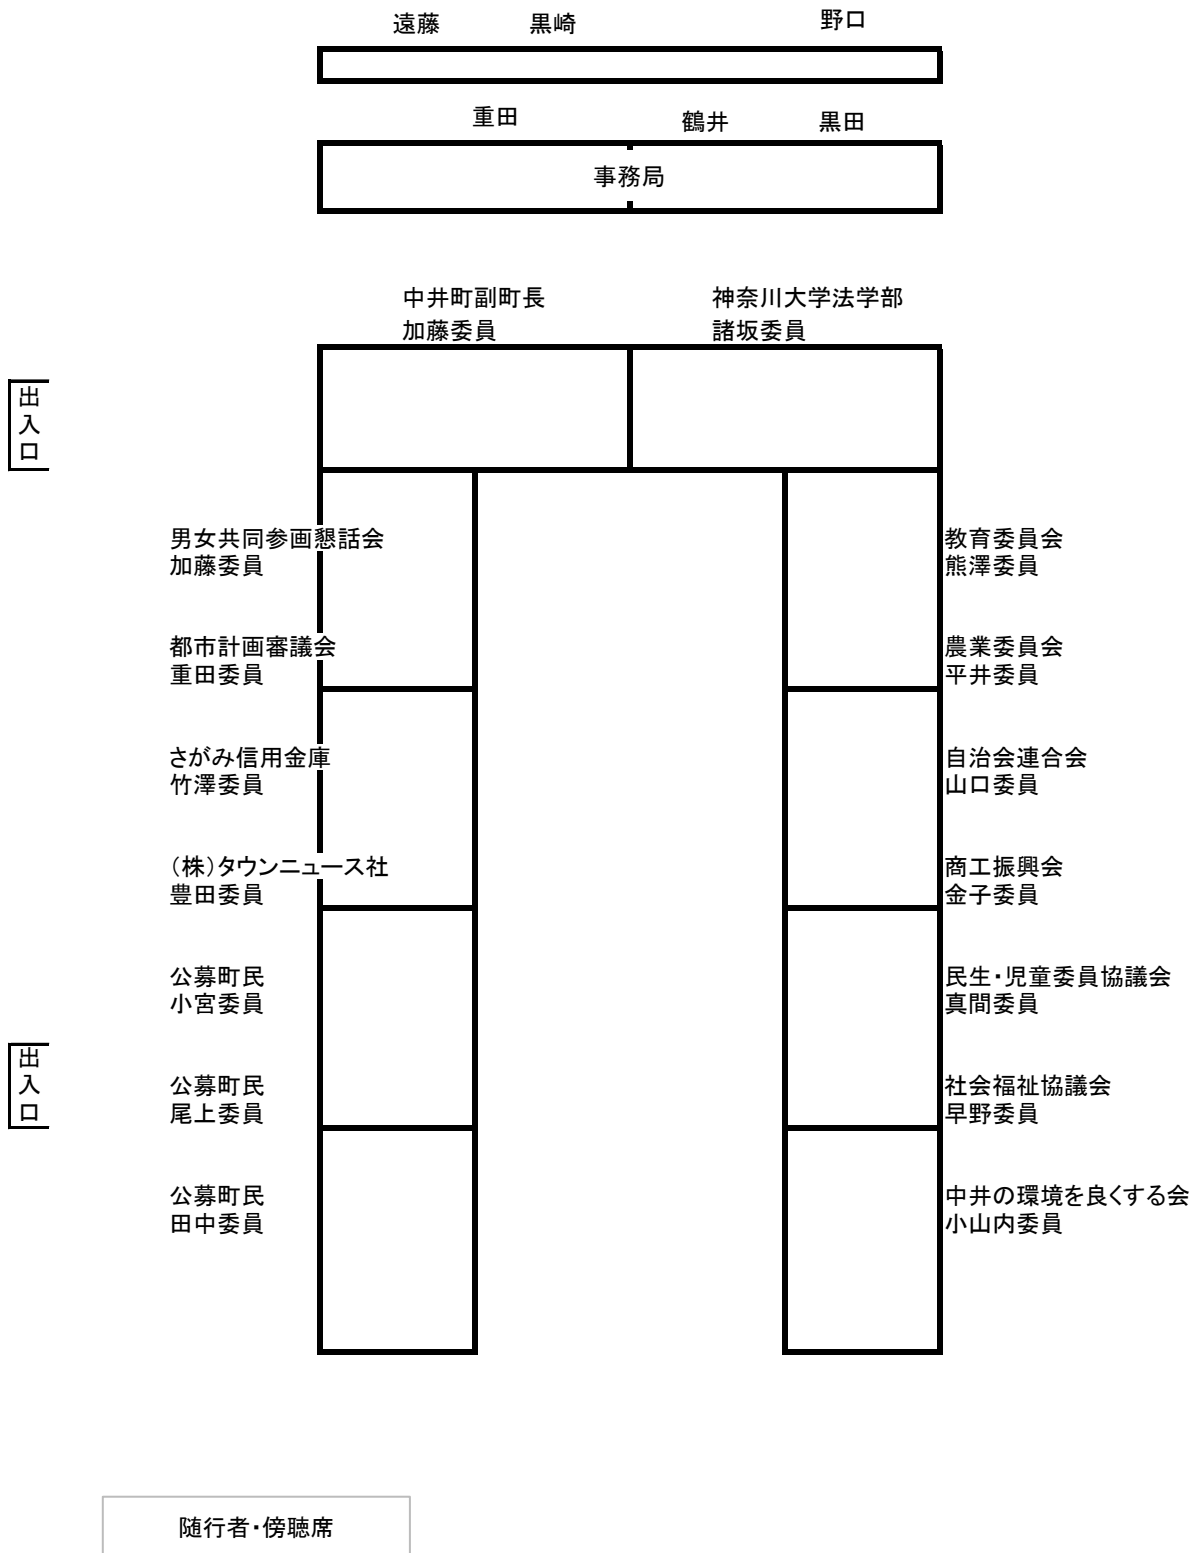 遠藤 黒崎 野口
重田 鶴井 黒田
事務局
中井町副町長 神奈川大学法学部
加藤委員 諸坂委員
出入口
男女共同参画懇話会 教育委員会
加藤委員 熊澤委員
都市計画審議会 農業委員会
重田委員 平井委員
さがみ信用金庫 自治会連合会
竹澤委員 山口委員
（株）タウンニュース社 商工振興会
豊田委員 金子委員
公募町民 民生・児童委員協議会
小宮委員 真間委員
出入口
公募町民 社会福祉協議会
尾上委員 早野委員
公募町民 中井の環境を良くする会
田中委員 小山内委員
随行者・傍聴席